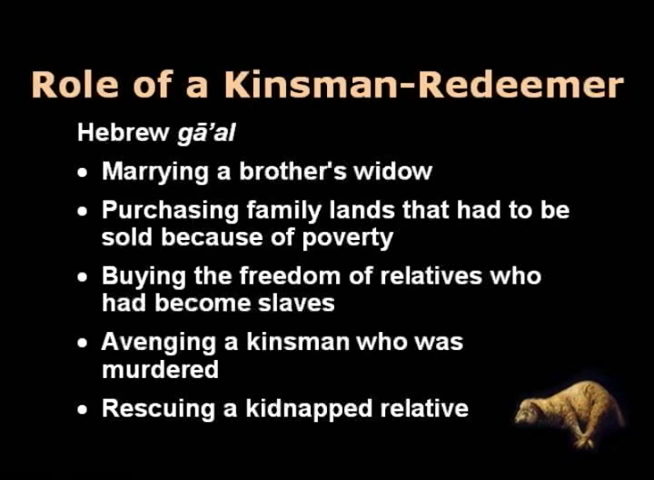 Role of a Kinsman-Redeemer
Hebrew gā’al
• Marrying a brother's widow
• Purchasing family lands that had to be
sold because of poverty
• Buying the freedom of relatives who
had become slaves
• Avenging a kinsman who was
murdered
• Rescuing a kidnapped relative